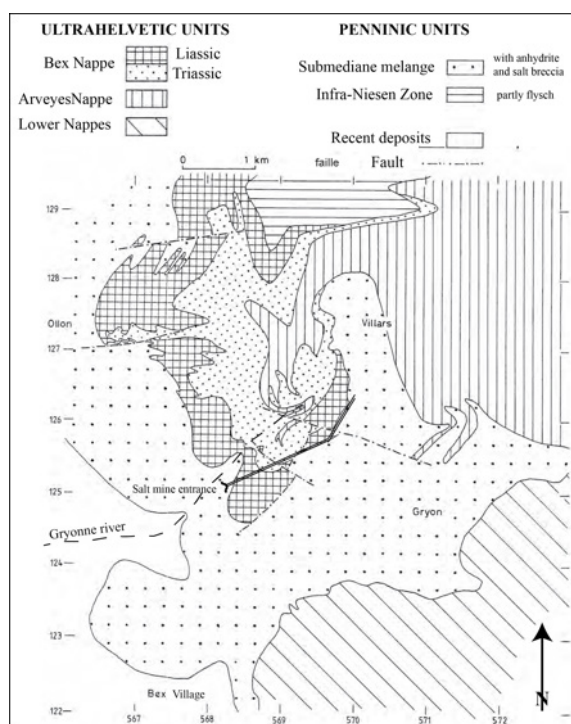 ULTRAHELVETIC UNITS
Bex Nappe
Liassic
Triassic
ArveyesNappe
Lower Nappes
PENNINIC UNITS
Submediane melange
with anhydrite
and salt breccia
Infra-Niesen Zone
partly flysch
Recent deposits
0 1 km
faille
Fault
129
128
Ollon
127
Villars
126
Salt mine entrance
125
Gryon
Gryonne river
124
123
Bex Village
122
567
568
569
570
571
572
N